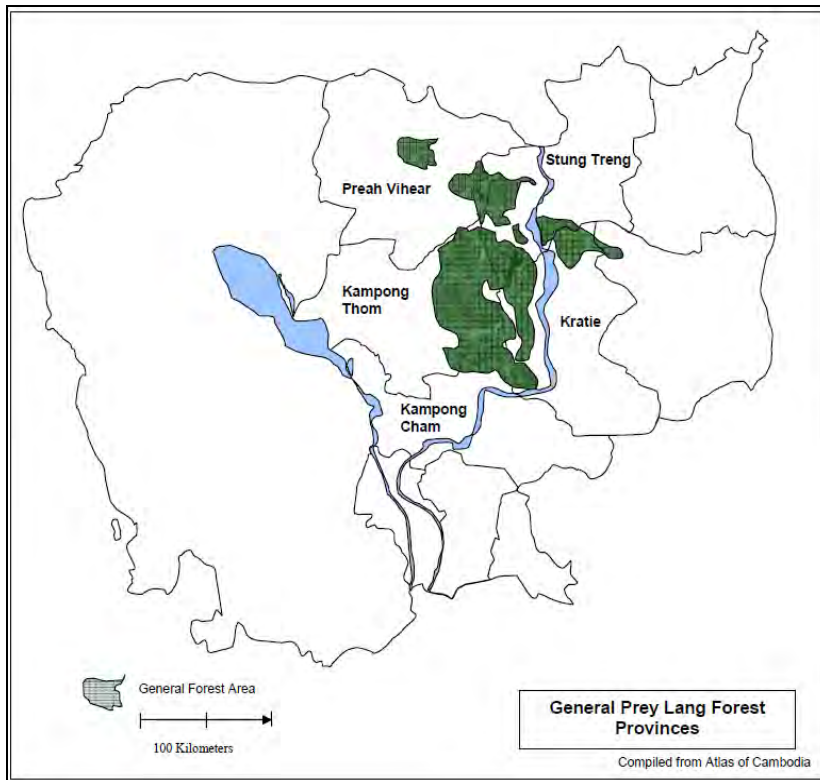 Stung Treng
Preah Vihear
Kampong
Thom
Kratie
Kampong
Cham
General Forest Area
100 Kilometers
General Prey Lang Forest
Provinces
Compiled from Atlas of Cambodia